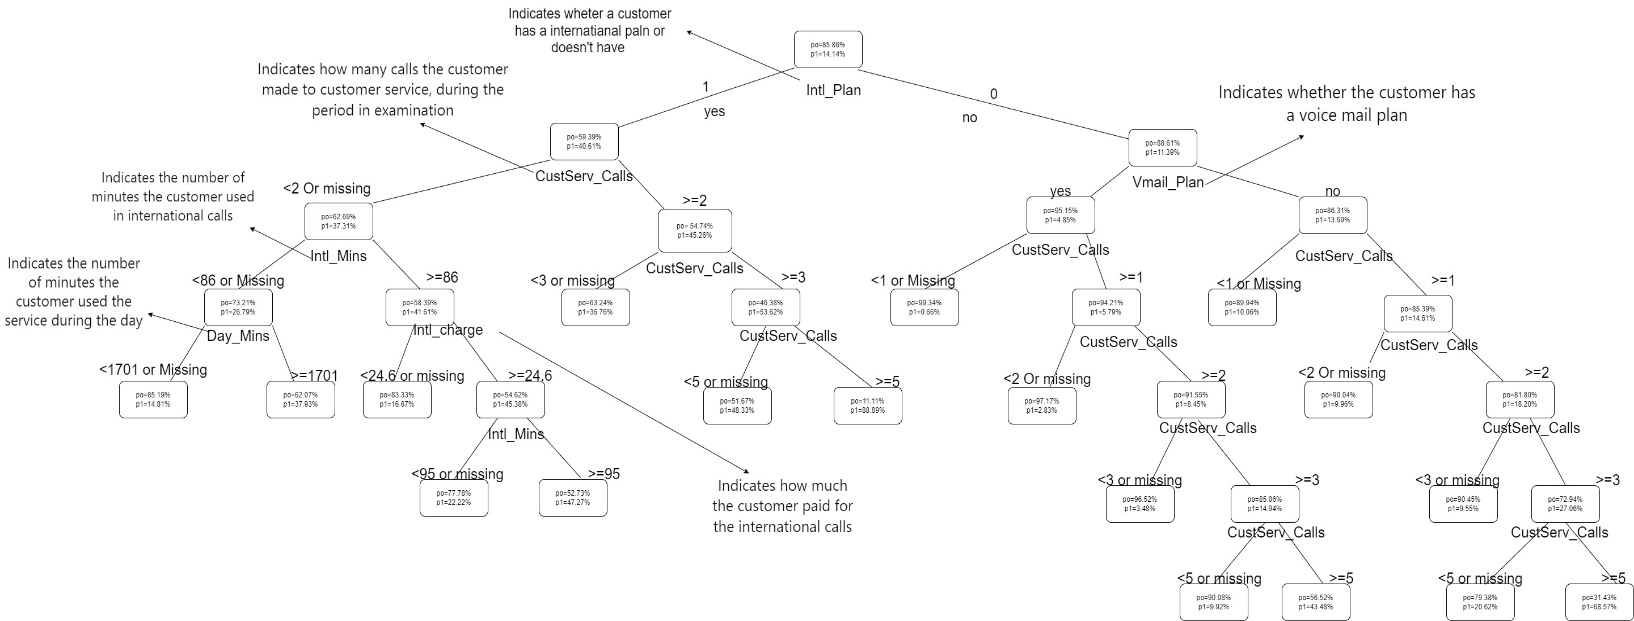 Indicates wheter a customer
has a internatianal paln or
doesn't have
po=85.86%
p1=14.14%
Intl_Plan
1
yes
0
no
Indicates how many calls the customer
made to customer service, during the
period in examination
Indicates whether the customer has
a voice mail plan
po=59.39%
p1=40.61%
CustServ_Calls
po=88.61%
p1=11.39%
Vmail_Plan
Indicates the number of
minutes the customer used
in international calls
<2 Or missing
>=2
yes
no
po=62.69%
p1=37.31%
Intl_Mins
po= 54.74%
p1=45.26%
CustServ_Calls
po=95.15%
p1=4.85%
CustServ_Calls
po=86.31%
p1=13.69%
CustServ_Calls
Indicates the number
of minutes the
customer used the
service during the day
<86 or Missing
>=86
<3 or missing
>=3
<1 or Missing
>=1
<1 or Missing
>=1
po=73.21%
p1=26.79%
Day_Mins
po=58.39%
p1=41.61%
Intl_charge
po=63.24%
p1=36.76%
po=46.38%
p1=53.62%
CustServ_Calls
po=99.34%
p1=0.66%
po=94.21%
p1=5.79%
CustServ_Calls
po=89.94%
p1=10.06%
po=85.39%
p1=14.61%
CustServ_Calls
<1701 or Missing
>=1701
<24.6 or missing
>=24.6
<5 or missing
>=5
<2 Or missing
>=2
<2 Or missing
>=2
po=85.19%
p1=14.81%
po=62.07%
p1=37.93%
po=83.33%
p1=16.67%
po=54.62%
p1=45.38%
Intl_Mins
po=51.67%
p1=48.33%
po=11.11%
p1=88.89%
po=97.17%
p1=2.83%
po=91.55%
p1=8.45%
CustServ_Calls
po=90.04%
p1=9.96%
po=81.80%
p1=18.20%
CustServ_Calls
<95 or missing
>=95
<3 or missing
>=3
<3 or missing
>=3
po=77.78%
p1=22.22%
po=52.73%
p1=47.27%
Indicates how much
the customer paid for
the international calls
po=96.52%
p1=3.48%
po=85.06%
p1=14.94%
CustServ_Calls
po=90.45%
p1=9.55%
po=72.94%
p1=27.06%
CustServ_Calls
<5 or missing
>=5
<5 or missing
>=5
po=90.08%
p1=9.92%
po=56.52%
p1=43.48%
po=79.38%
p1=20.62%
po=31.43%
p1=68.57%